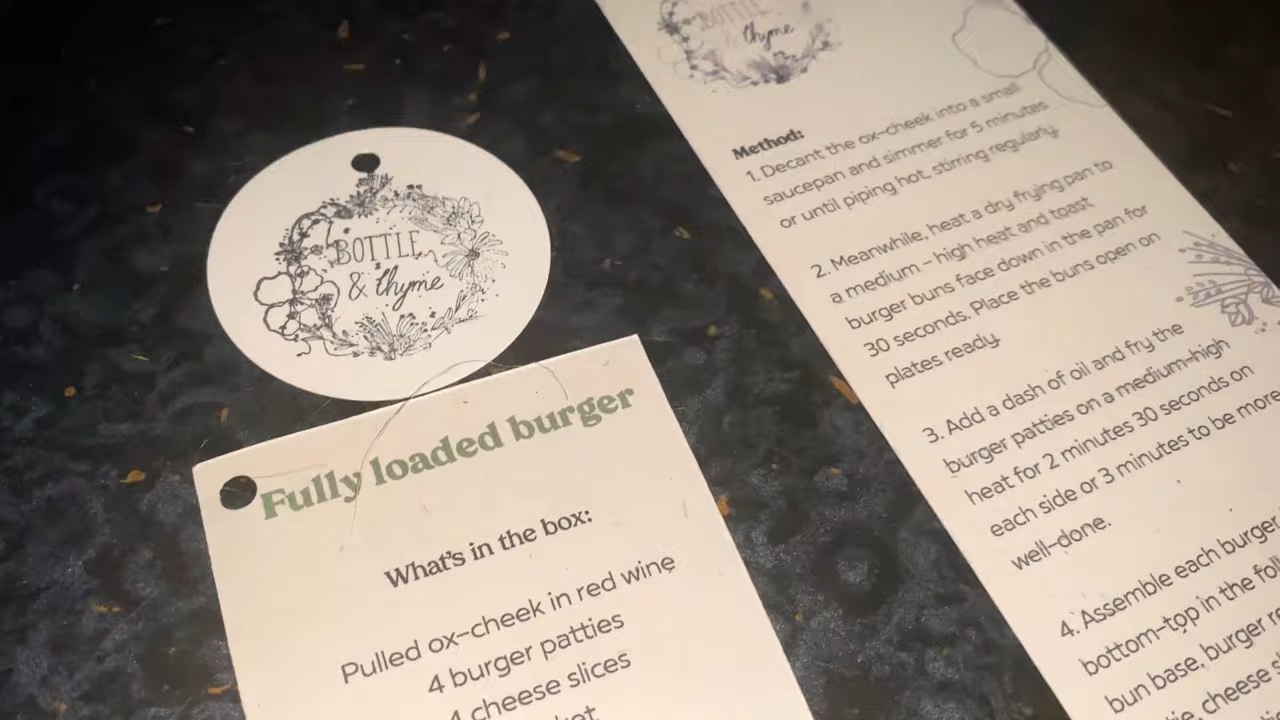 BOTTLE
& thyme
Fully loaded burger
What's in the box:
Pulled ox-cheek in red wine
4 burger patties
4 cheese slices
BOTTLE
thyme
Method:
1. Decant the ox-cheek into a small
saucepan and simmer for 5 minutes
or until piping hot, stirring regularly.
2. Meanwhile, heat a dry frying pan to
a medium - high heat and toast
burger buns face down in the pan for
30 seconds. Place the buns open on
plates ready.
3. Add a dash of oil and fry the
burger patties on a medium-high
heat for 2 minutes 30 seconds on
each side or 3 minutes to be more
well-done.
4. Assemble each burger
bottom-top in the
bun base, burger
cheese